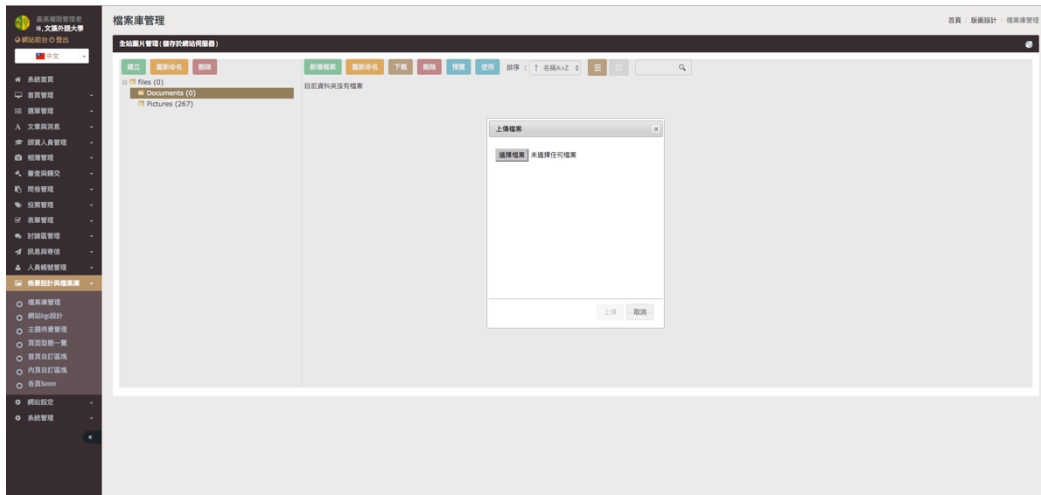 最高權限管理者
,文藻外語大學
網站前台 登出
中文
系統首頁
首頁管理
選單管理
文章與消息
師資人員管理
相簿管理
審查與轉交
問卷管理
投票管理
表單管理
討論區管理
訊息與寄信
人員帳號管理
佈景設計與檔案庫
檔案庫管理
網站logo設計
主題佈景管理
頁面型態一覽
首頁自訂區塊
內頁自訂區塊
各頁banner
網站設定
系統管理
檔案庫管理
首頁 / 版面設計 / 檔案庫管理
全站圖片管理(儲存於網站伺服器)
建立 重新命名 刪除
files (0)
Documents (0)
Pictures (267)
新增檔案 重新命名 下載 刪除 預覽 使用 排序 : ↑ 名稱A>Z
目前資料夾沒有檔案
上傳檔案
選擇檔案 未選擇任何檔案
上傳 取消